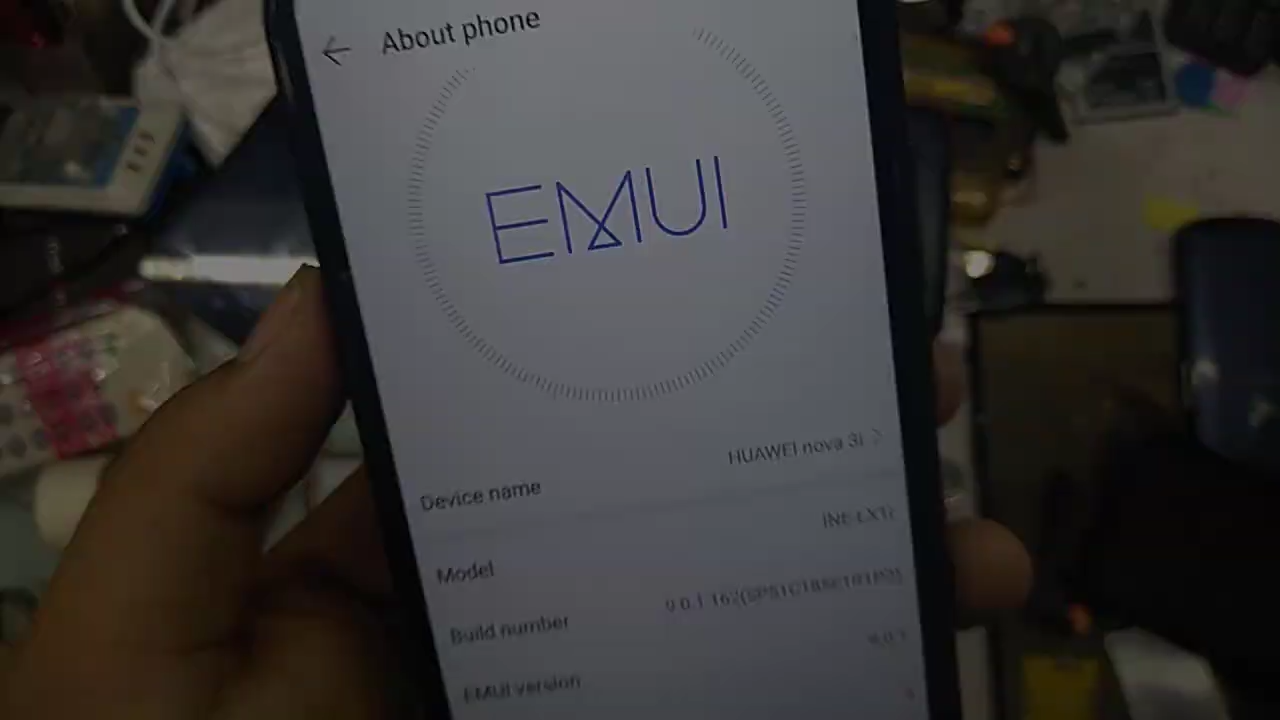 About phone
EMUI
Device name HUAWEI nova 3i
Model
Build number
EMUI version